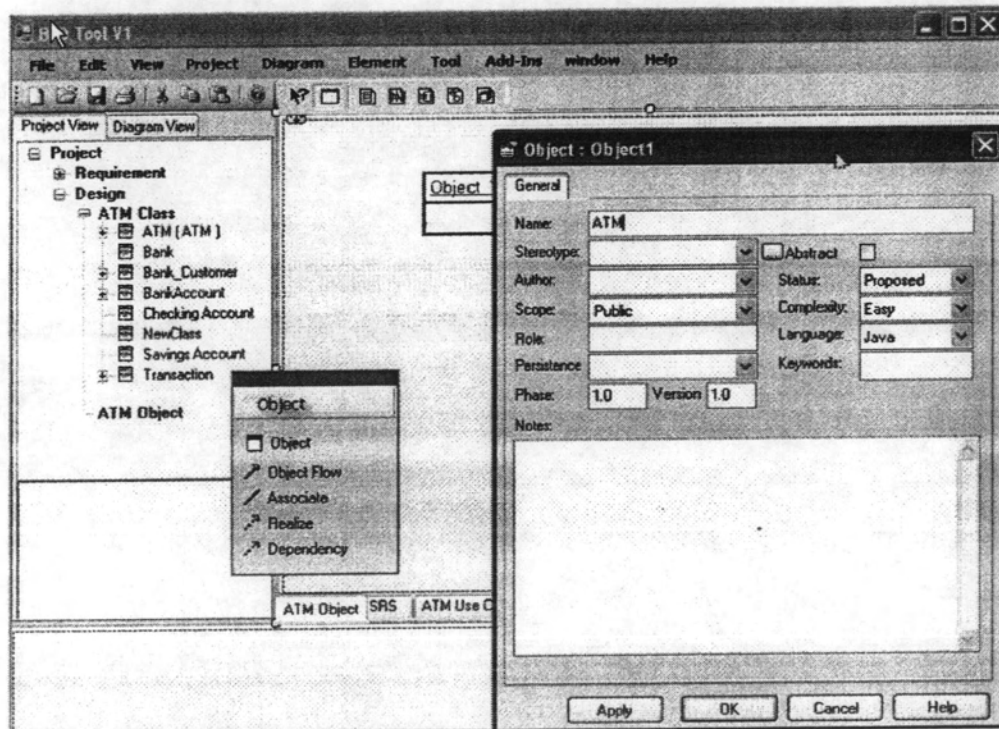 Tool V1
File Edit View Project Diagram Element Tool Add-Ins window Help
Project View Diagram View
Project
Requirement
Design
ATM Class
ATM (ATM )
Bank
Bank_Customer
BankAccount
Checking Account
NewClass
Savings Account
Transaction
ATM Object
Object
Object
Object Flow
Associate
Realize
Dependency
Object
ATM Object SRS ATM Use C
Object : Object1
General
Name: ATM
Stereotype: ... Abstract
Author: Status: Proposed
Scope: Public Complexity: Easy
Role: Language: Java
Persistence Keywords:
Phase: 1.0 Version 1.0
Notes:
Apply OK Cancel Help